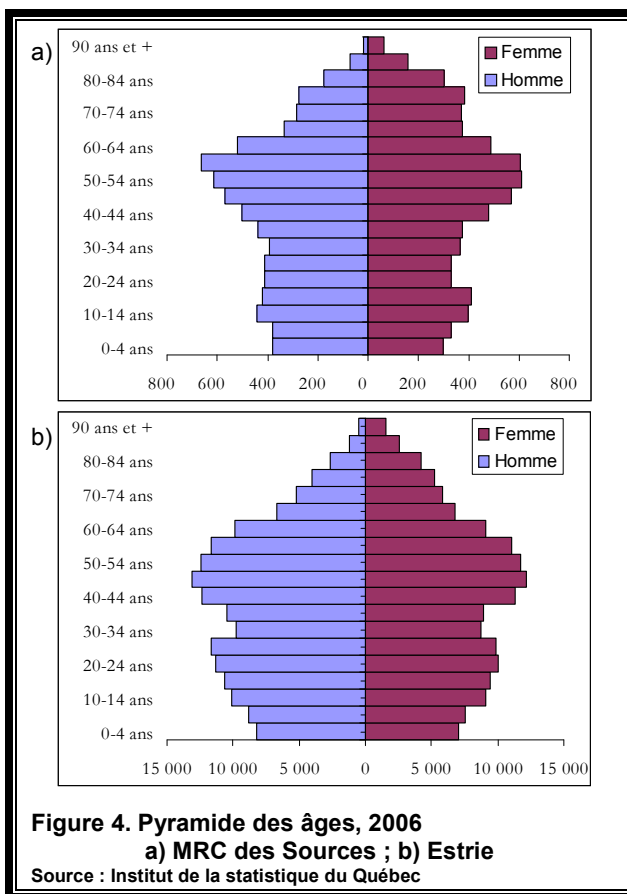 a)
90 ans et +
80-84 ans
70-74 ans
60-64 ans
50-54 ans
40-44 ans
30-34 ans
20-24 ans
10-14 ans
0-4 ans
Femme
Homme
800 600 400 200 0 200 400 600 800
b)
90 ans et +
80-84 ans
70-74 ans
60-64 ans
50-54 ans
40-44 ans
30-34 ans
20-24 ans
10-14 ans
0-4 ans
Femme
Homme
15 000 10 000 5 000 0 5 000 10 000 15 000
Figure 4. Pyramide des âges, 2006
a) MRC des Sources ; b) Estrie
Source : Institut de la statistique du Québec